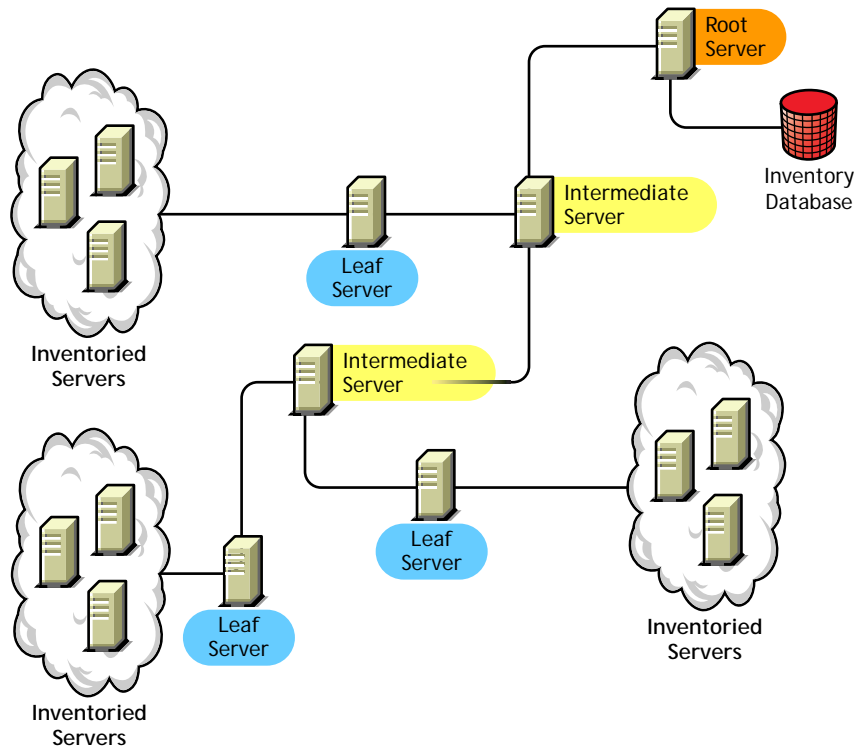 Root
Server
Inventory
Database
Intermediate
Server
Leaf
Server
Inventoried
Servers
Intermediate
Server
Leaf
Server
Inventoried
Servers
Leaf
Server
Inventoried
Servers